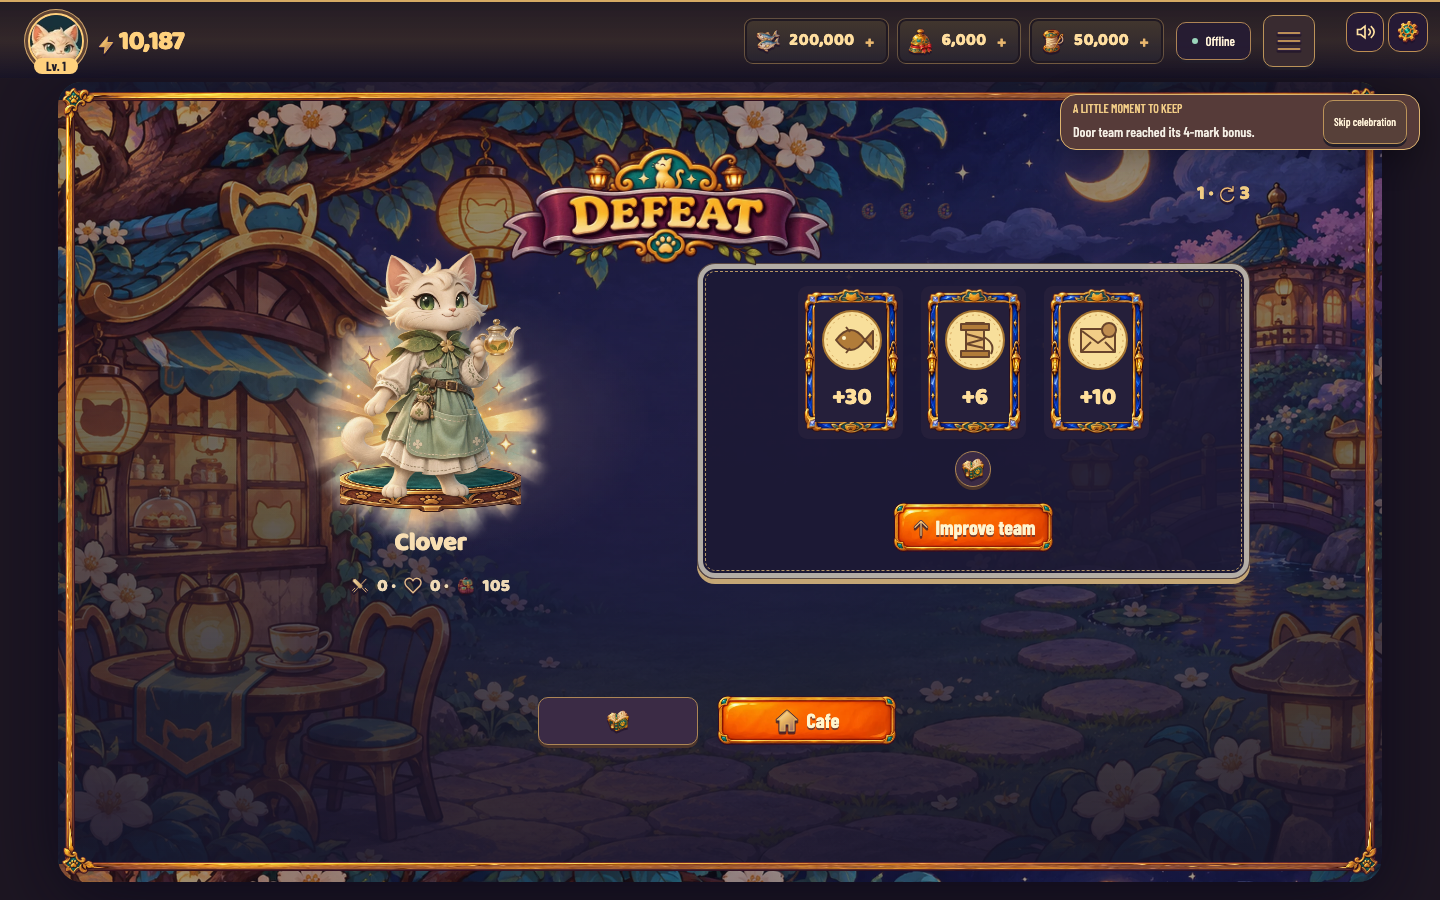 Lv. 1
10,187
200,000 +
6,000 +
50,000 +
Offline
A LITTLE MOMENT TO KEEP
Door team reached its 4-mark bonus.
Skip celebration
DEFEAT
1 · 3
+30
+6
+10
Improve team
Clover
0 · 0 · 105
Cafe